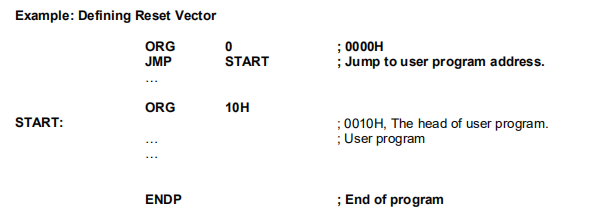 Example: Defining Reset Vector
ORG 0 ; 0000H
JMP START ; Jump to user program address.
…
ORG 10H
START: ; 0010H, The head of user program.
… ; User program
…
ENDP ; End of program